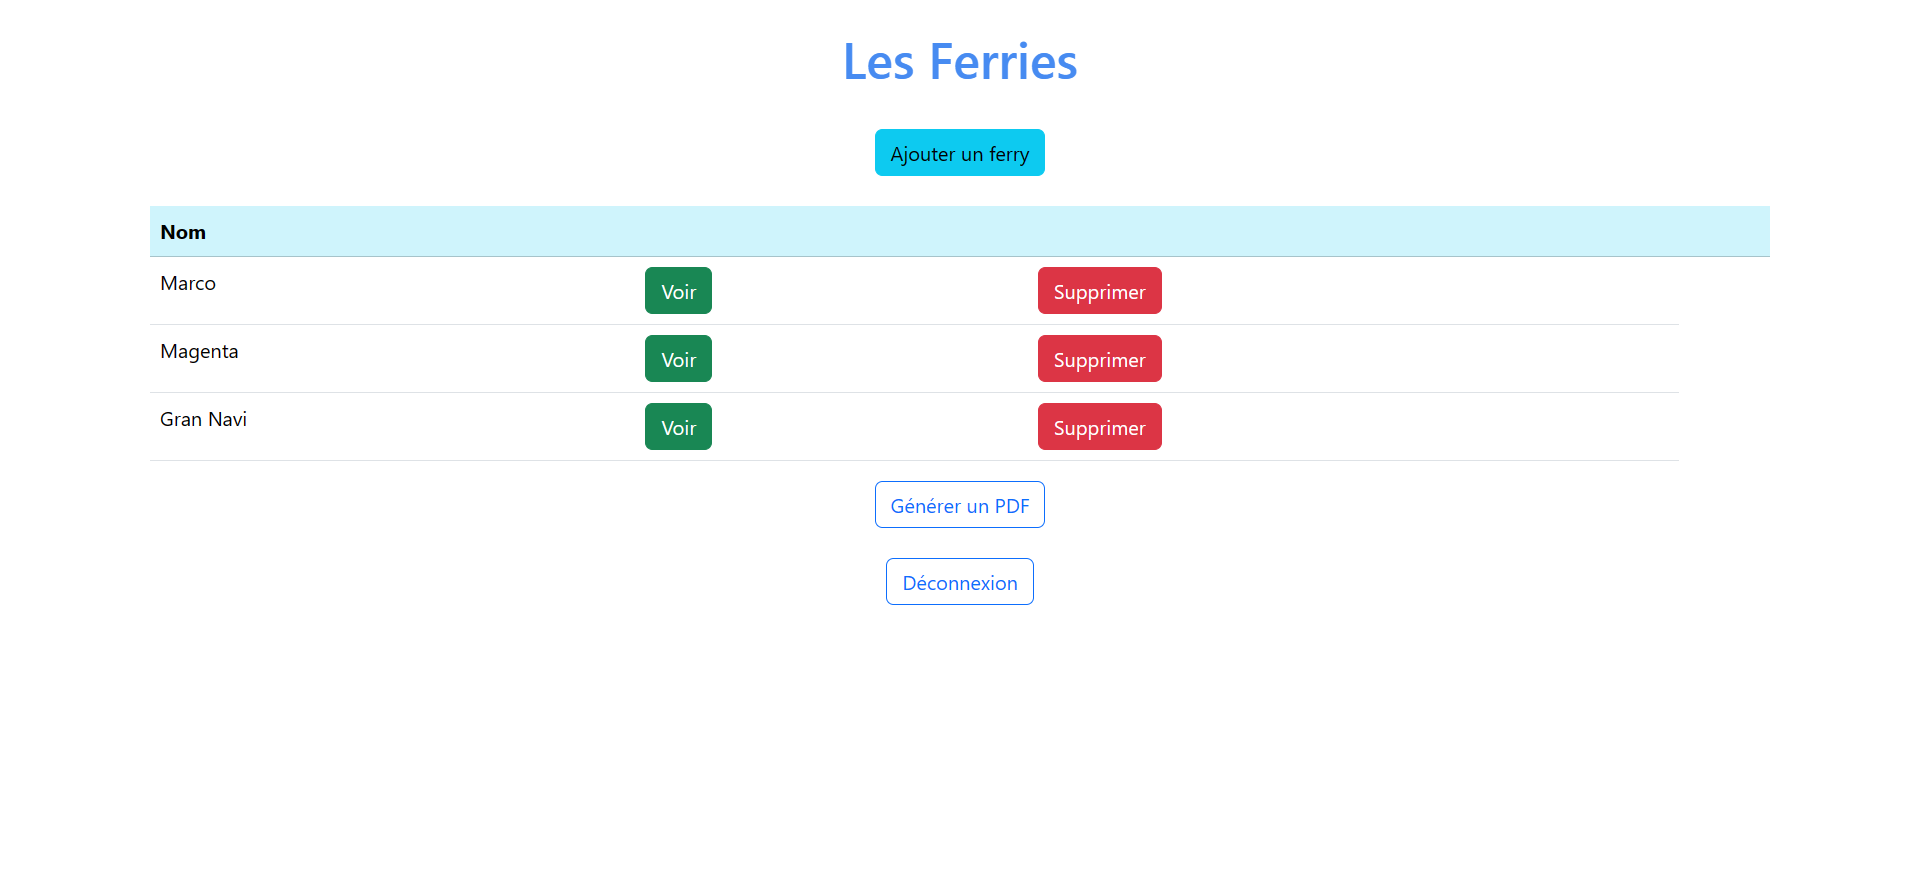 Les Ferries
Ajouter un ferry
Nom
Marco Voir Supprimer
Magenta Voir Supprimer
Gran Navi Voir Supprimer
Générer un PDF
Déconnexion